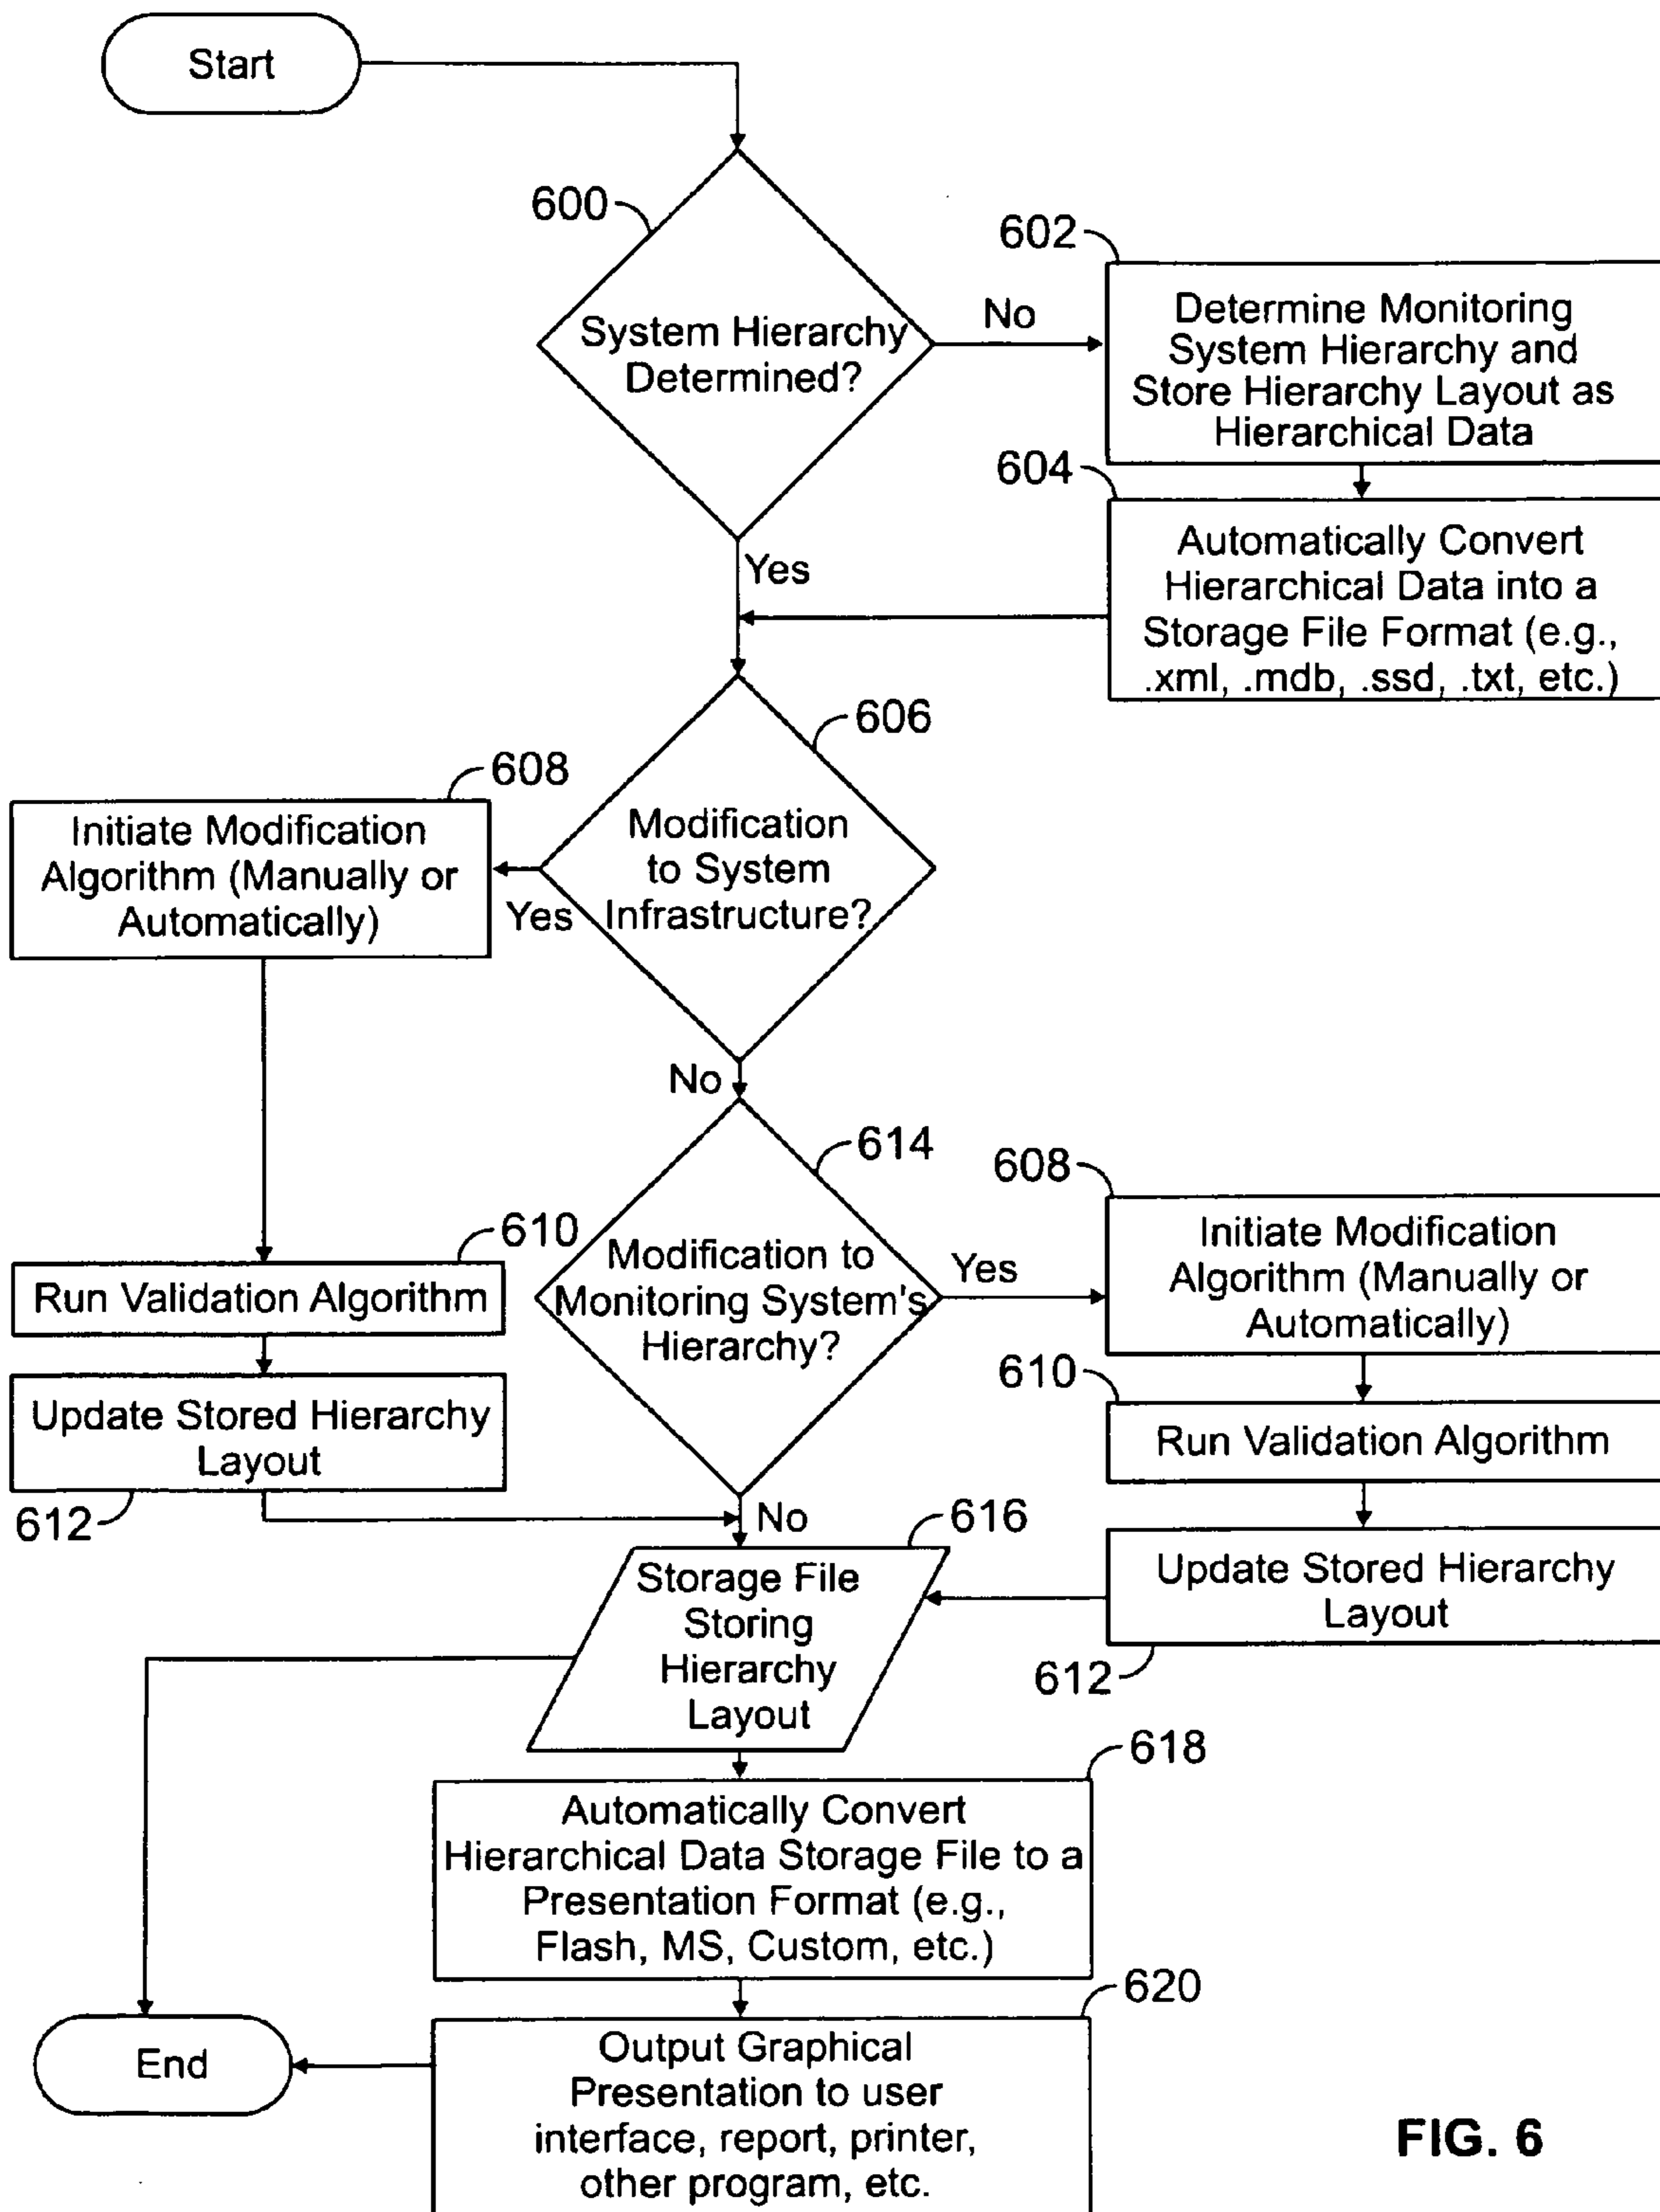 Start
600
System Hierarchy
Determined?
No
602
Determine Monitoring
System Hierarchy and
Store Hierarchy Layout as
Hierarchical Data
604
Automatically Convert
Hierarchical Data into a
Storage File Format (e.g.,
.xml, .mdb, .ssd, .txt, etc.)
Yes
606
Modification
to System
Infrastructure?
Yes
608
Initiate Modification
Algorithm (Manually or
Automatically)
610
Run Validation Algorithm
Update Stored Hierarchy
Layout
612
No
614
Modification to
Monitoring System's
Hierarchy?
Yes
608
Initiate Modification
Algorithm (Manually or
Automatically)
610
Run Validation Algorithm
Update Stored Hierarchy
Layout
612
No
616
Storage File
Storing
Hierarchy
Layout
618
Automatically Convert
Hierarchical Data Storage File to a
Presentation Format (e.g.,
Flash, MS, Custom, etc.)
620
Output Graphical
Presentation to user
interface, report, printer,
other program, etc.
End
FIG. 6